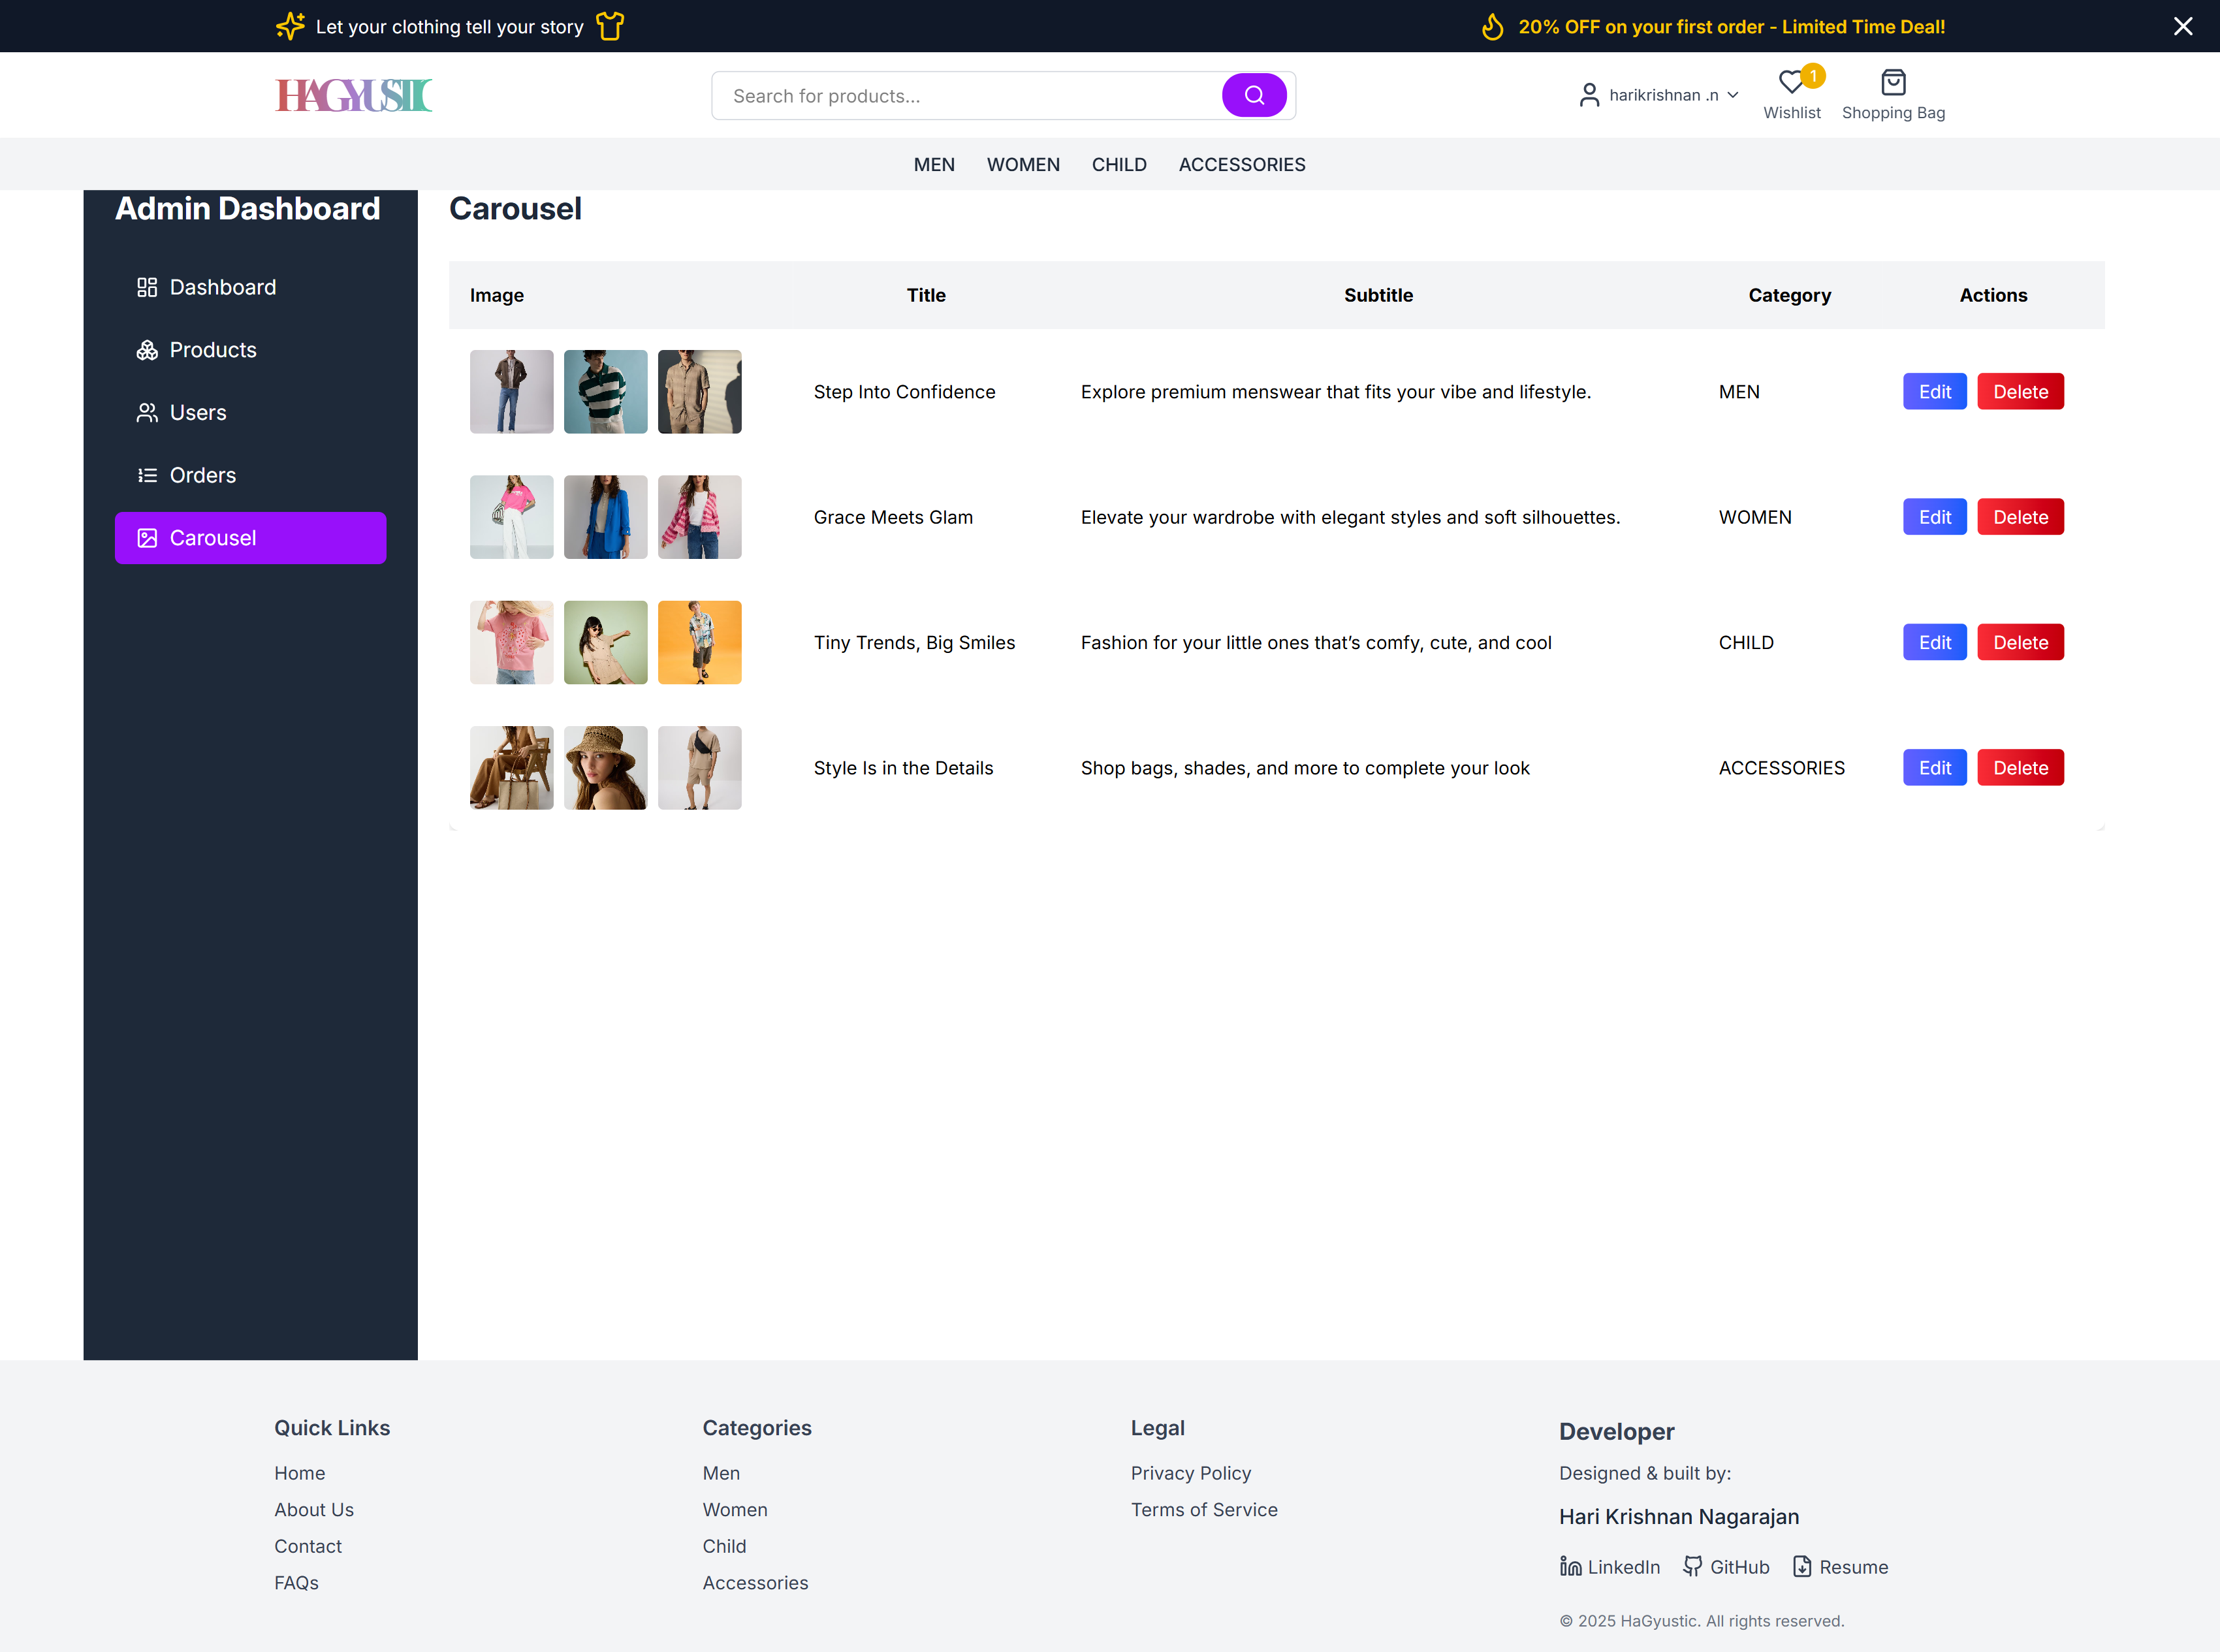 Let your clothing tell your story
20% OFF on your first order - Limited Time Deal!
HAGYUSTIC
Search for products...
harikrishnan .n
1
Wishlist
Shopping Bag
MEN WOMEN CHILD ACCESSORIES
Admin Dashboard
Dashboard
Products
Users
Orders
Carousel
Carousel
Image Title Subtitle Category Actions
Step Into Confidence Explore premium menswear that fits your vibe and lifestyle. MEN Edit Delete
Grace Meets Glam Elevate your wardrobe with elegant styles and soft silhouettes. WOMEN Edit Delete
Tiny Trends, Big Smiles Fashion for your little ones that’s comfy, cute, and cool CHILD Edit Delete
Style Is in the Details Shop bags, shades, and more to complete your look ACCESSORIES Edit Delete
Quick Links
Home
About Us
Contact
FAQs
Categories
Men
Women
Child
Accessories
Legal
Privacy Policy
Terms of Service
Developer
Designed & built by:
Hari Krishnan Nagarajan
LinkedIn GitHub Resume
© 2025 HaGyustic. All rights reserved.